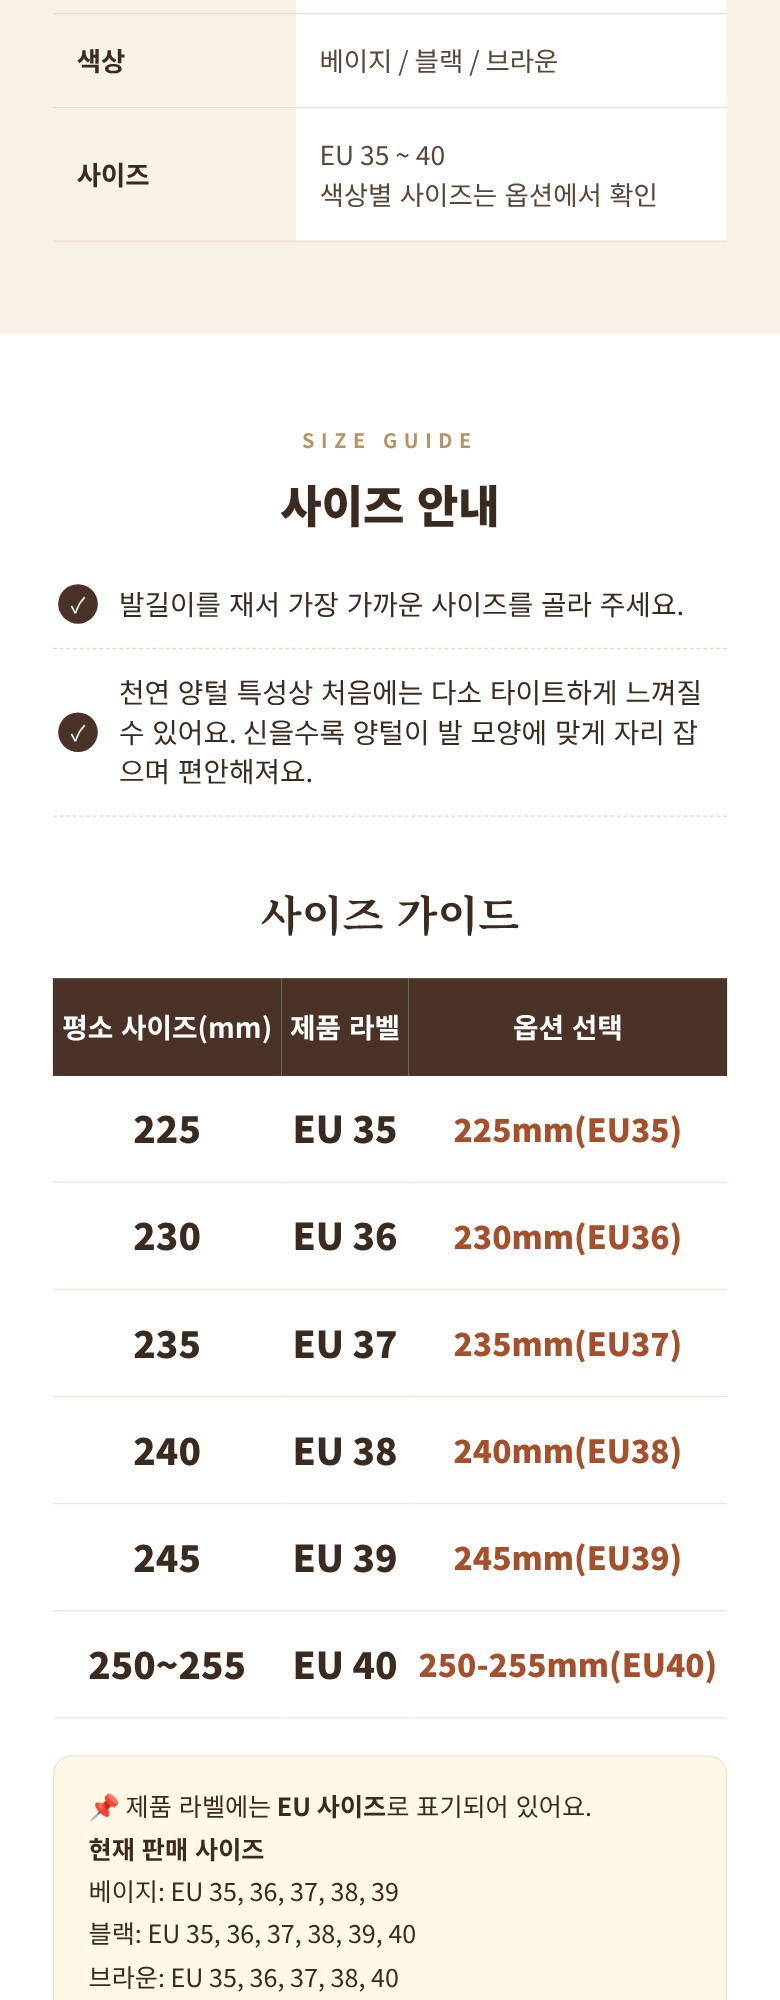 색상
베이지 / 블랙 / 브라운
사이즈
EU 35 ~ 40
색상별 사이즈는 옵션에서 확인
SIZE GUIDE
사이즈 안내
✓ 발길이를 재서 가장 가까운 사이즈를 골라 주세요.
✓ 천연 양털 특성상 처음에는 다소 타이트하게 느껴질
수 있어요. 신을수록 양털이 발 모양에 맞게 자리 잡
으며 편안해져요.
사이즈 가이드
평소 사이즈(mm) 제품 라벨 옵션 선택
225 EU 35 225mm(EU35)
230 EU 36 230mm(EU36)
235 EU 37 235mm(EU37)
240 EU 38 240mm(EU38)
245 EU 39 245mm(EU39)
250~255 EU 40 250-255mm(EU40)
📌 제품 라벨에는 EU 사이즈로 표기되어 있어요.
현재 판매 사이즈
베이지: EU 35, 36, 37, 38, 39
블랙: EU 35, 36, 37, 38, 39, 40
브라운: EU 35, 36, 37, 38, 40